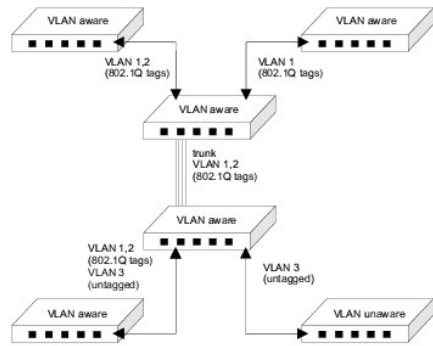 VLAN aware
VLAN aware
VLAN 1,2
(802.1Q tags)
VLAN 1
(802.1Q tags)
VLAN aware
trunk
VLAN 1,2
(802.1Q tags)
VLAN aware
VLAN 1,2
(802.1Q tags)
VLAN 3
(untagged)
VLAN 3
(untagged)
VLAN aware
VLAN unaware